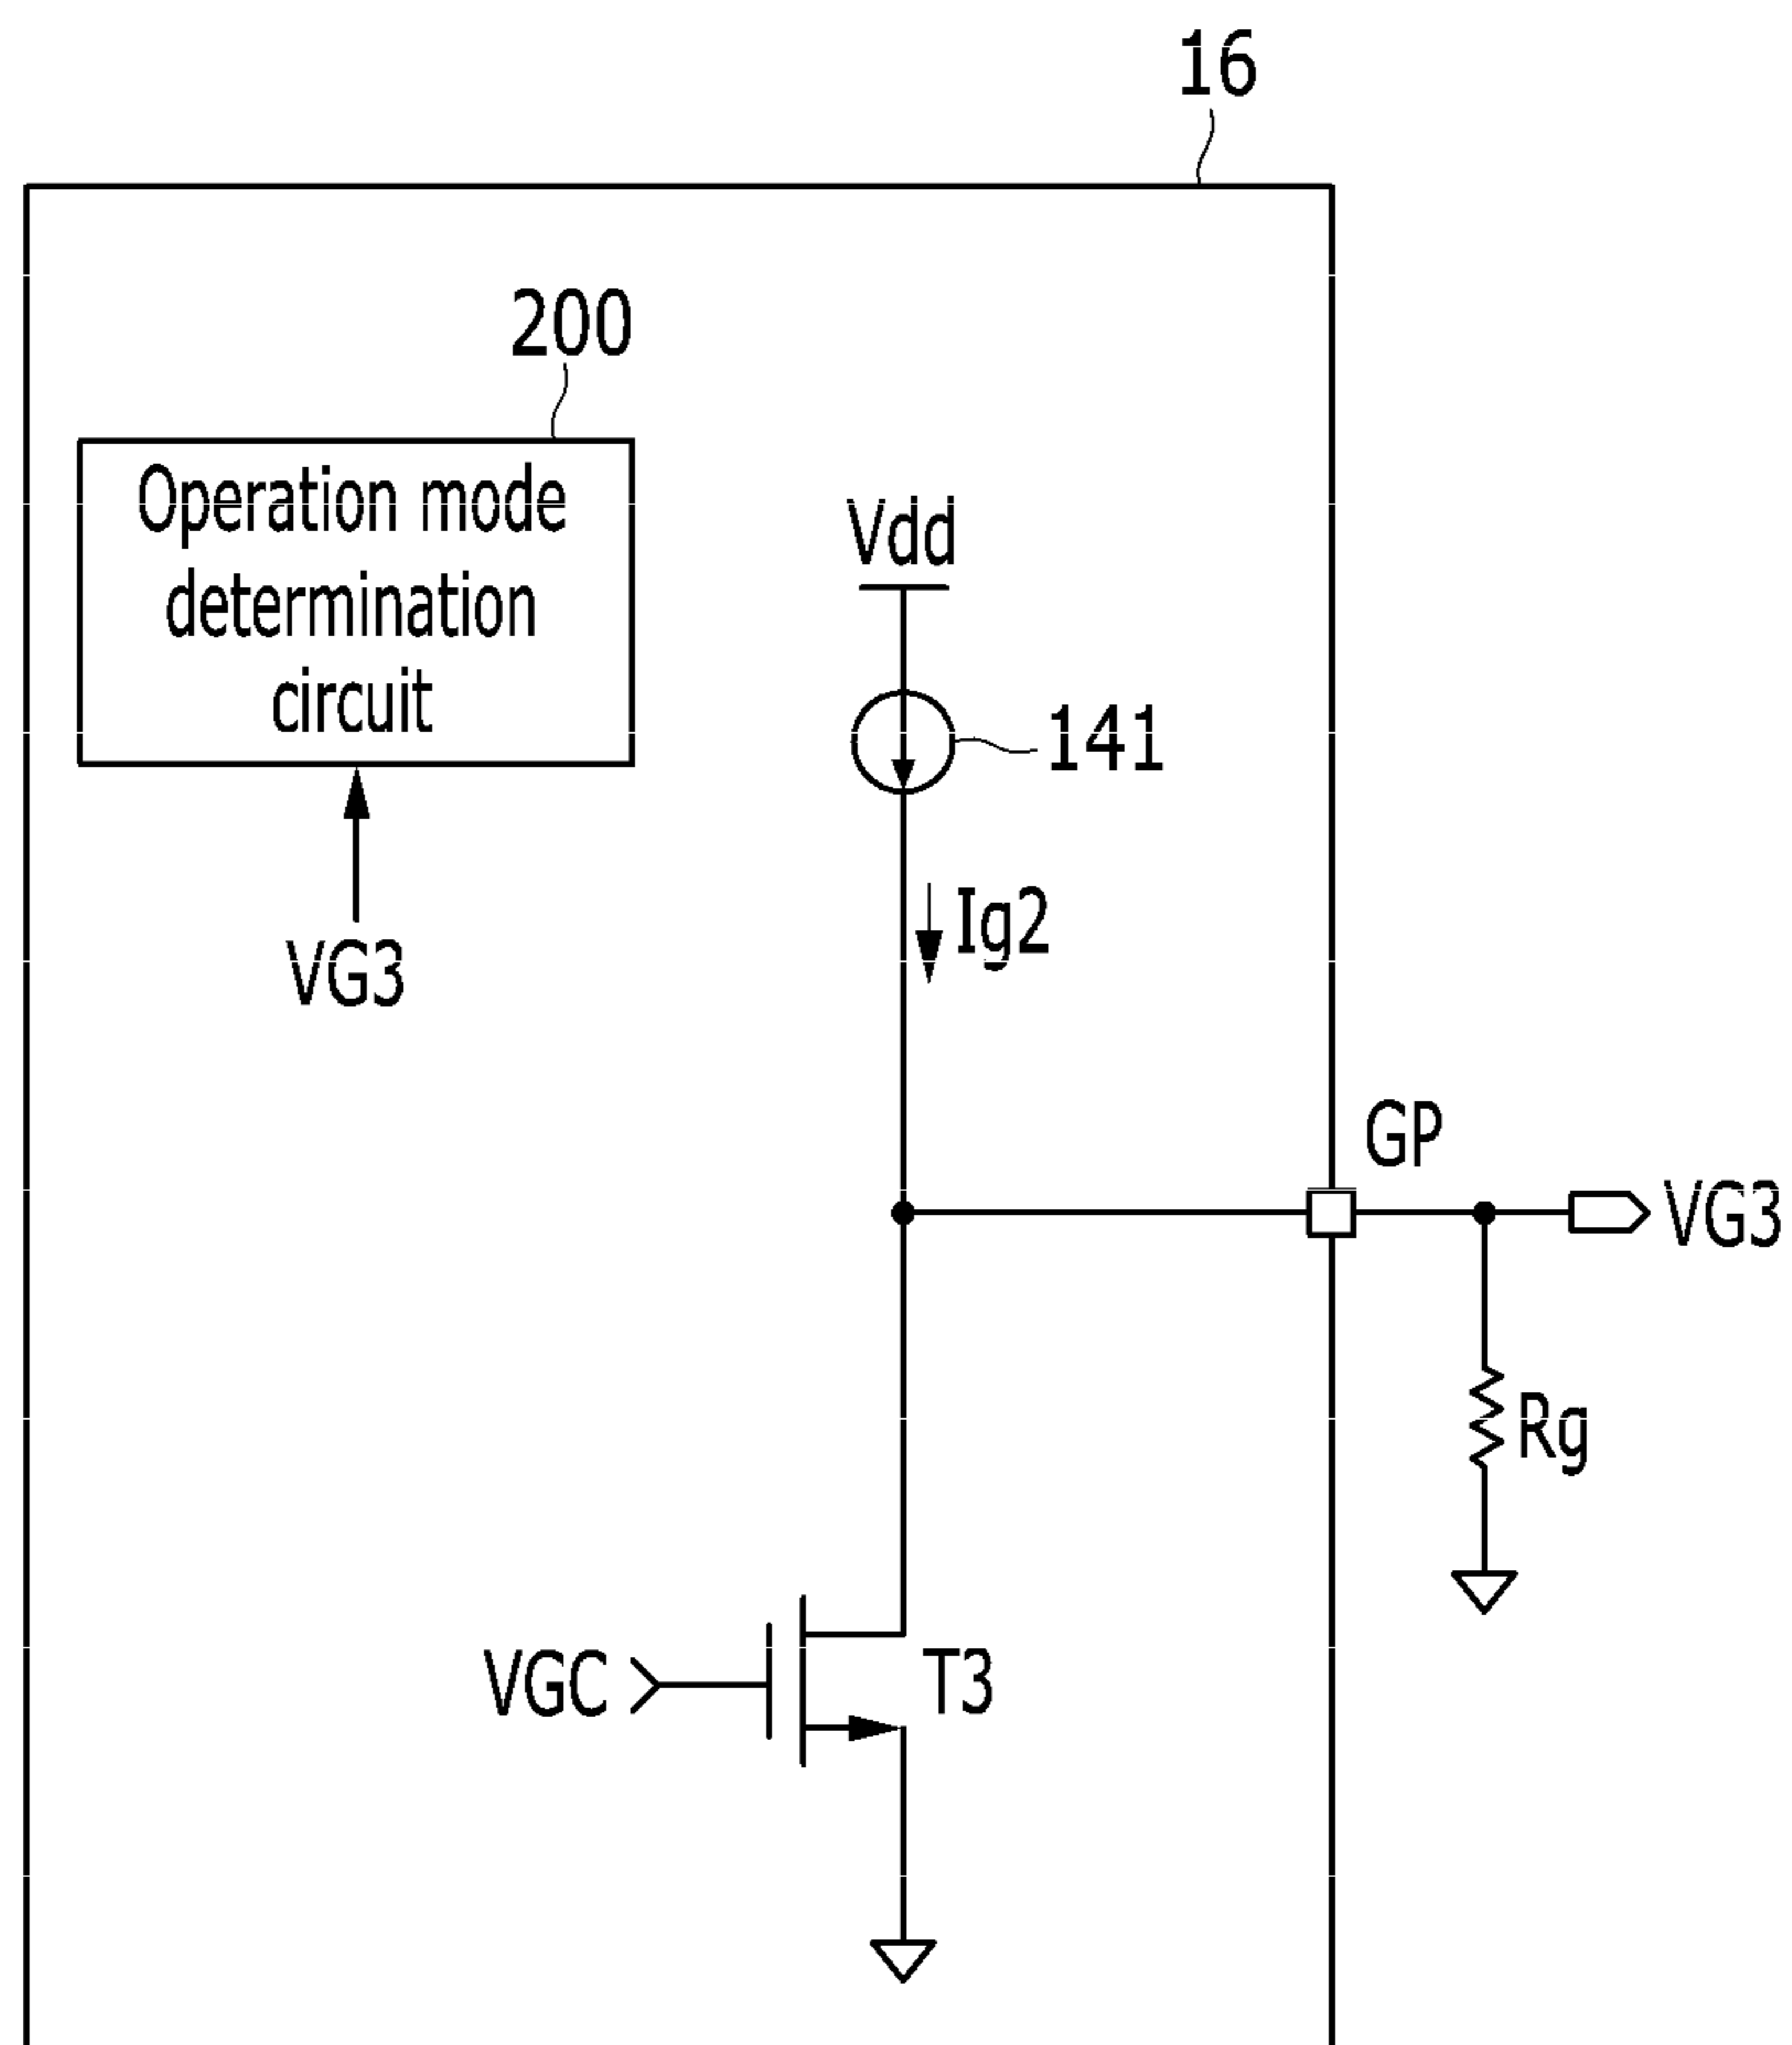 16
200
Operation mode
determination
circuit
Vdd
141
Ig2
VG3
GP
VG3
Rg
VGC
T3